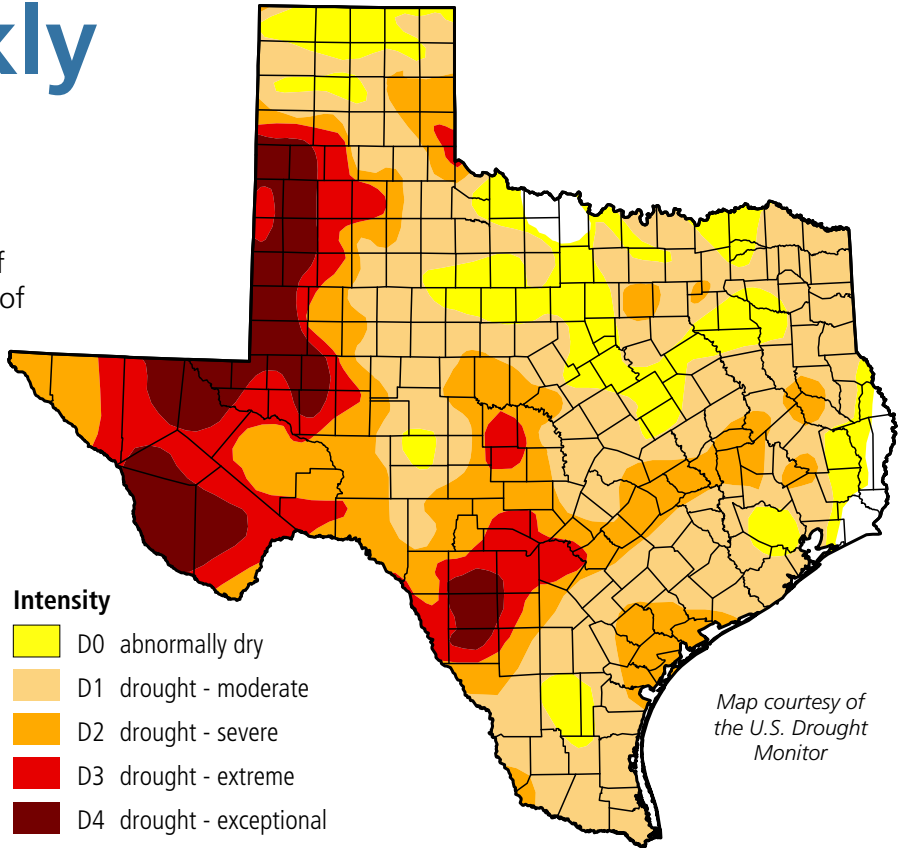 kly
f
of
Intensity
D0 abnormally dry
D1 drought - moderate
D2 drought - severe
D3 drought - extreme
D4 drought - exceptional
Map courtesy of
the U.S. Drought
Monitor